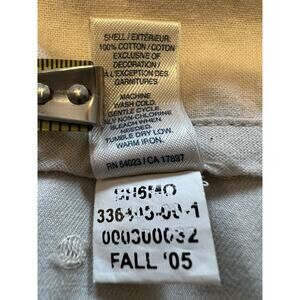 SHELL / EXTÉRIEUR:
100% COTTON / COTON
EXCLUSIVE OF
DECORATION /
À L'EXCEPTION DES
GARNITURES
MACHINE
WASH COLD
GENTLE CYCLE
ONLY NON-CHLORINE
BLEACH WHEN
NEEDED
TUMBLE DRY LOW.
WARM IRON.
RN 54023 / CA 17897
FALL '05